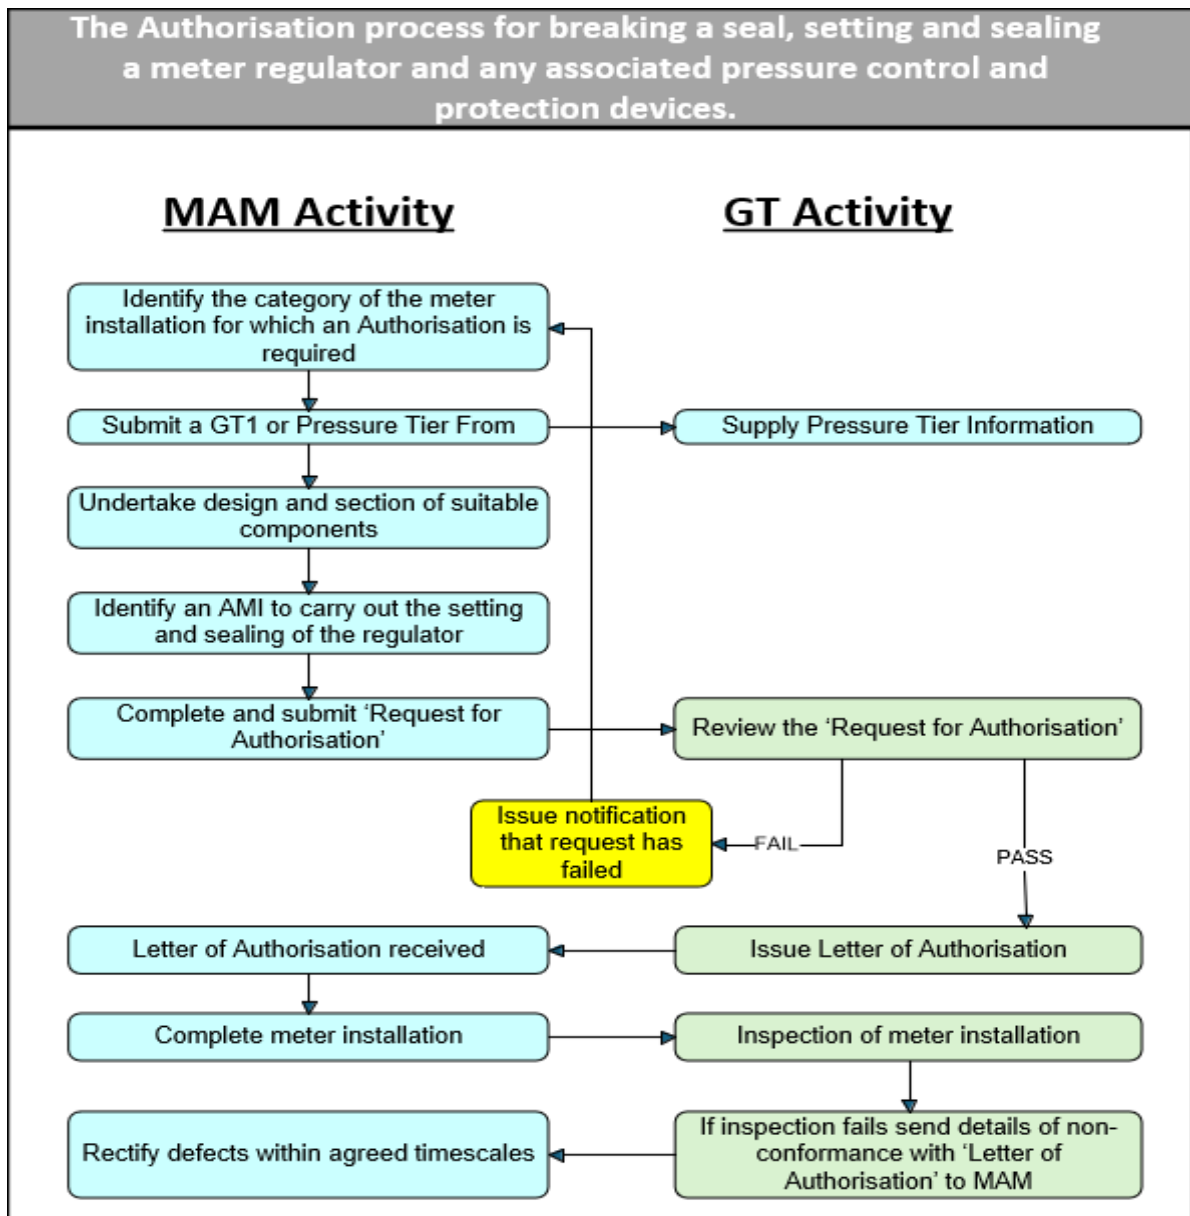 The Authorisation process for breaking a seal, setting and sealing
a meter regulator and any associated pressure control and
protection devices.
MAM Activity
GT Activity
Identify the category of the meter
installation for which an Authorisation is
required
Submit a GT1 or Pressure Tier From
Supply Pressure Tier Information
Undertake design and section of suitable
components
Identify an AMI to carry out the setting
and sealing of the regulator
Complete and submit ‘Request for
Authorisation’
Review the ‘Request for Authorisation’
Issue notification
that request has
failed
FAIL
PASS
Letter of Authorisation received
Issue Letter of Authorisation
Complete meter installation
Inspection of meter installation
Rectify defects within agreed timescales
If inspection fails send details of non-
conformance with ‘Letter of
Authorisation’ to MAM